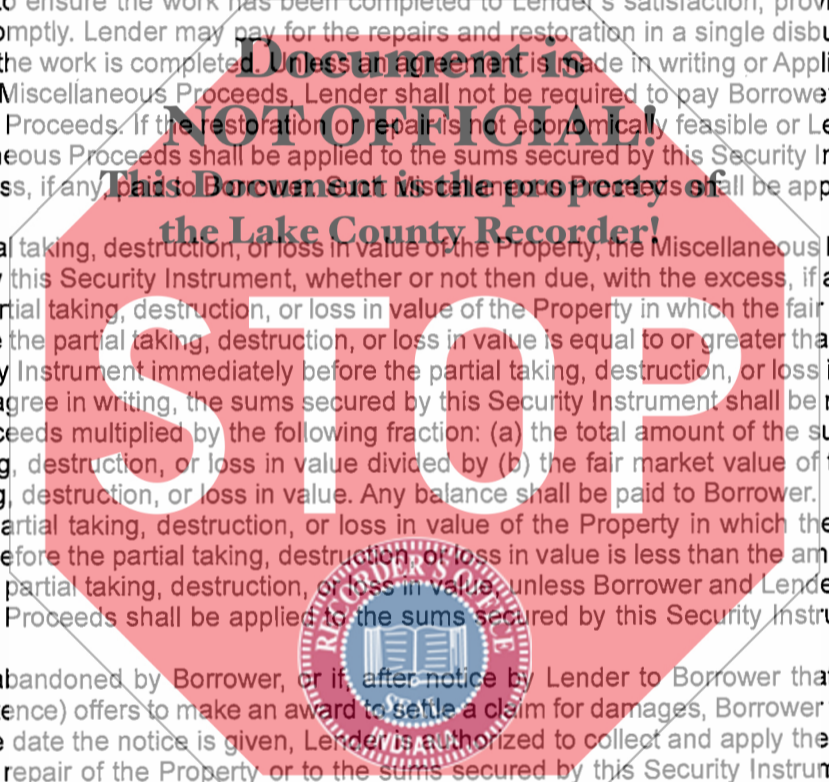 to ensure the work has been completed to Lender's satisfaction, prov
omptly. Lender may pay for the repairs and restoration in a single disbu
the work is completed. Unless an agreement is made in writing or Appli
Miscellaneous Proceeds, Lender shall not be required to pay Borrowe
Proceeds. If the restoration or repair is not economically feasible or Le
eous Proceeds shall be applied to the sums secured by this Security In
ss, if any, paid to Borrower. Such Miscellaneous Proceeds shall be app
al taking, destruction, or loss in value of the Property, the Miscellaneous
this Security Instrument, whether or not then due, with the excess, if a
rtial taking, destruction, or loss in value of the Property in which the fair
the partial taking, destruction, or loss in value is equal to or greater tha
y Instrument immediately before the partial taking, destruction, or loss i
agree in writing, the sums secured by this Security Instrument shall be
ceeds multiplied by the following fraction: (a) the total amount of the su
g, destruction, or loss in value divided by (b) the fair market value of
g, destruction, or loss in value. Any balance shall be paid to Borrower.
artial taking, destruction, or loss in value of the Property in which the
efore the partial taking, destruction, or loss in value is less than the am
partial taking, destruction, or loss in value, unless Borrower and Lende
Proceeds shall be applied to the sums secured by this Security Instru
abandoned by Borrower, or if, after notice by Lender to Borrower that
ence) offers to make an award to settle a claim for damages, Borrower
date the notice is given, Lender is authorized to collect and apply the
repair of the Property or to the sums secured by this Security Instrum
Document is
NOT OFFICIAL!
This Document is the property of
the Lake County Recorder!
STOP
RECORDER'S OFFICE
SEAL
INDIANA